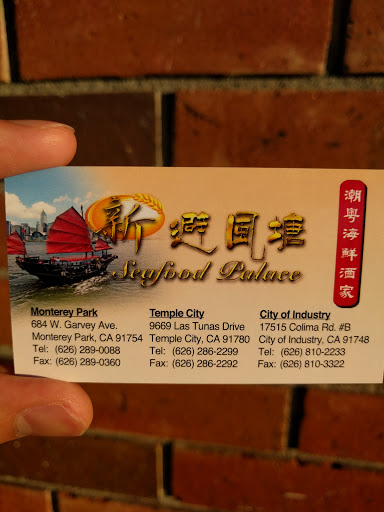 新避風塘
Seafood Palace
潮粵海鮮酒家
Monterey Park
684 W. Garvey Ave.
Monterey Park, CA 91754
Tel: (626) 289-0088
Fax: (626) 289-0360
Temple City
9669 Las Tunas Drive
Temple City, CA 91780
Tel: (626) 286-2299
Fax: (626) 286-2292
City of Industry
17515 Colima Rd. #B
City of Industry, CA 91748
Tel: (626) 810-2233
Fax: (626) 810-3322